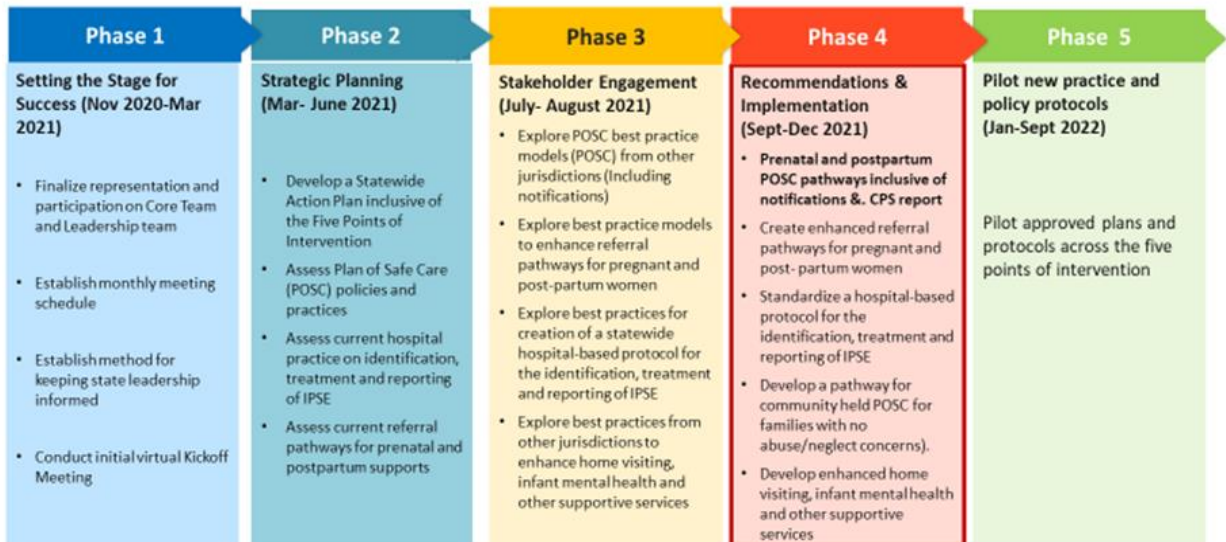 Phase 1
Setting the Stage for
Success (Nov 2020-Mar
2021)
• Finalize representation and
participation on Core Team
and Leadership team
• Establish monthly meeting
schedule
• Establish method for
keeping state leadership
informed
• Conduct initial virtual Kickoff
Meeting
Phase 2
Strategic Planning
(Mar- June 2021)
• Develop a Statewide
Action Plan inclusive
of the Five Points of
Intervention
• Assess Plan of Safe Care
(POSC) policies and
practices
• Assess current hospital
practice on identification,
treatment and reporting
of IPSE
• Assess current referral
pathways for prenatal and
postpartum supports
Phase 3
Stakeholder Engagement
(July- August 2021)
• Explore POSC best practice
models (POSC) from other
jurisdictions (Including
notifications)
• Explore best practice models
to enhance referral
pathways for pregnant and
post-partum women
• Explore best practices for
creation of a statewide
hospital-based protocol for
the identification, treatment
and reporting of IPSE
• Explore best practices from
other jurisdictions to
enhance home visiting,
infant mental health and
other supportive services
Phase 4
Recommendations &
Implementation
(Sept-Dec 2021)
• Prenatal and postpartum
POSC pathways inclusive of
notifications &. CPS report
• Create enhanced referral
pathways for pregnant and
post- partum women
• Standardize a hospital-based
protocol for the
identification, treatment and
reporting of IPSE
• Develop a pathway for
community held POSC for
families with no
abuse/neglect concerns).
• Develop enhanced home
visiting, infant mental health
and other supportive
services
Phase 5
Pilot new practice and
policy protocols
(Jan-Sept 2022)
Pilot approved plans and
protocols across the five
points of intervention